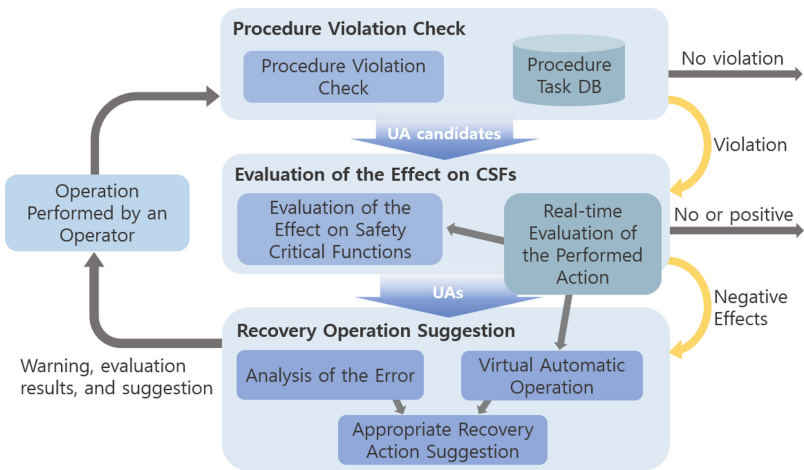 Procedure Violation Check
Procedure Violation
Check
Procedure
Task DB
No violation
UA candidates
Violation
Operation
Performed by an
Operator
Evaluation of the Effect on CSFs
Evaluation of the
Effect on Safety
Critical Functions
Real-time
Evaluation of
the Performed
Action
No or positive
UAs
Negative
Effects
Recovery Operation Suggestion
Warning, evaluation
results, and suggestion
Analysis of the Error
Virtual Automatic
Operation
Appropriate Recovery
Action Suggestion